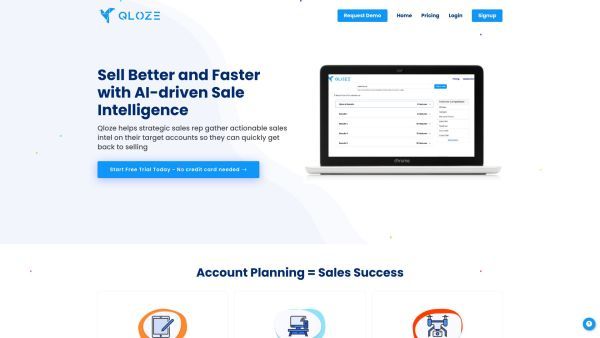 QLOZE
Request Demo
Home
Pricing
Login
Signup
Sell Better and Faster
with AI-driven Sale
Intelligence
Qloze helps strategic sales rep gather actionable sales
intel on their target accounts so they can quickly get
back to selling
Start Free Trial Today - No credit card needed →
QLOZE
chrome
Account Planning = Sales Success